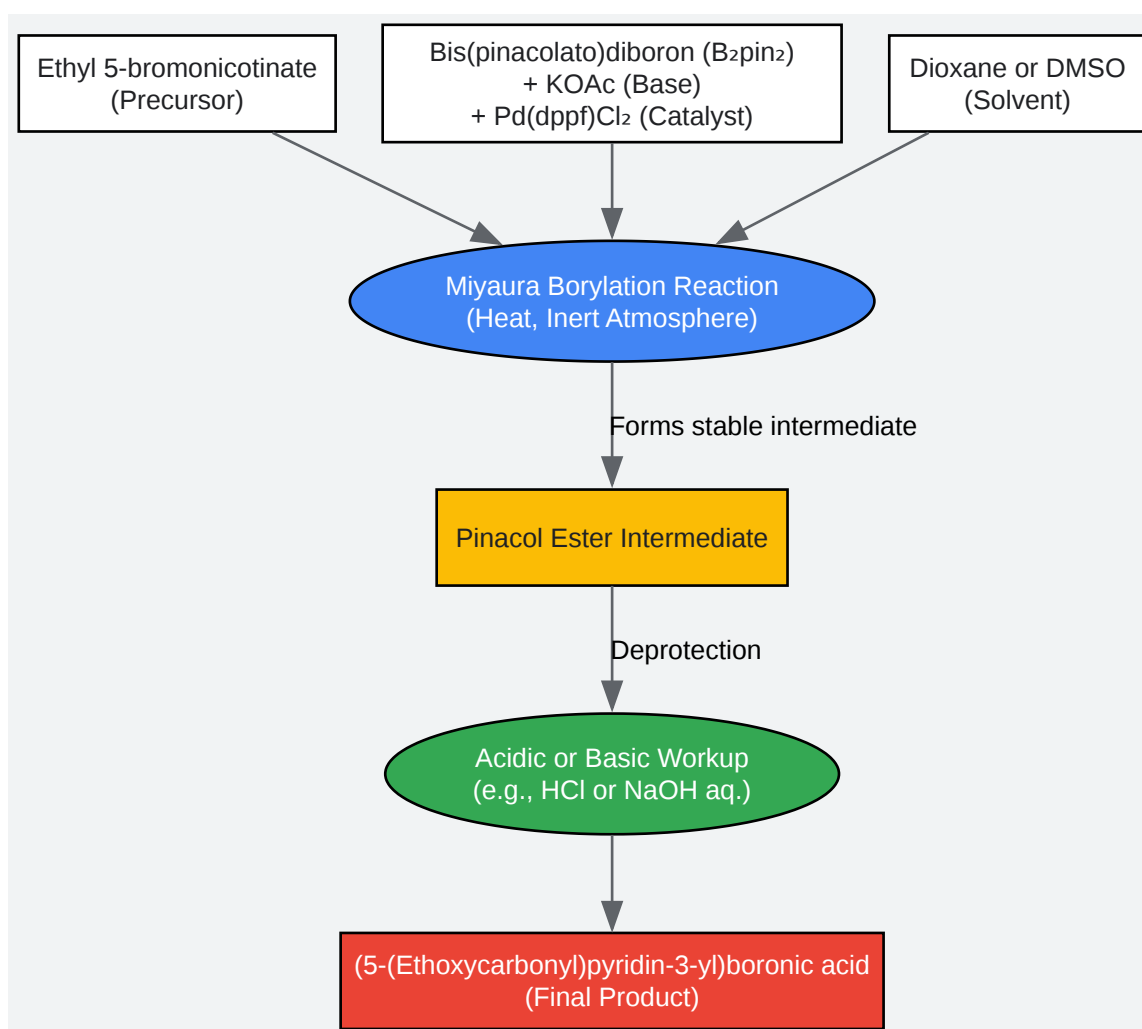 Ethyl 5-bromonicotinate
(Precursor)
Bis(pinacolato)diboron (B₂pin₂)
+ KOAc (Base)
+ Pd(dppf)Cl₂ (Catalyst)
Dioxane or DMSO
(Solvent)
Miyaura Borylation Reaction
(Heat, Inert Atmosphere)
Forms stable intermediate
Pinacol Ester Intermediate
Deprotection
Acidic or Basic Workup
(e.g., HCl or NaOH aq.)
(5-(Ethoxycarbonyl)pyridin-3-yl)boronic acid
(Final Product)